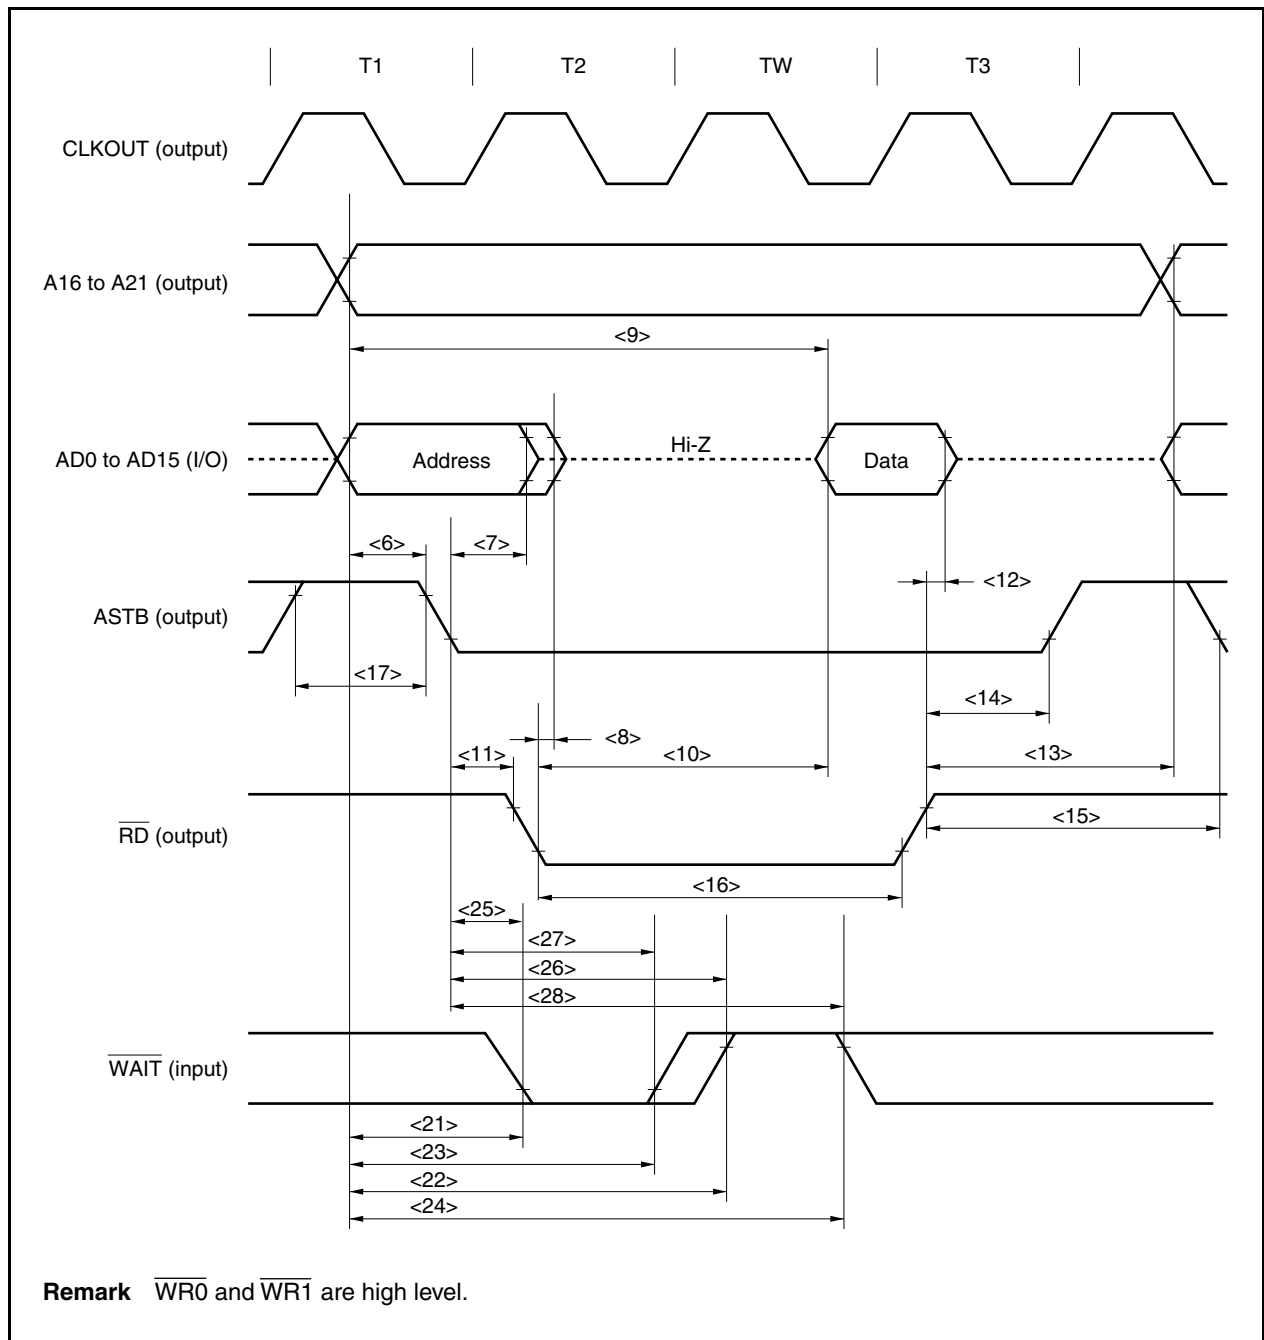 T1 T2 TW T3
CLKOUT (output)
A16 to A21 (output)
<9>
AD0 to AD15 (I/O) Address Hi-Z Data
<6> <7>
<12>
ASTB (output)
<17>
<14>
<8>
<11> <10> <13>
<15>
RD (output)
<16>
<25>
<27>
<26>
<28>
WAIT (input)
<21>
<23>
<22>
<24>
Remark WR0 and WR1 are high level.